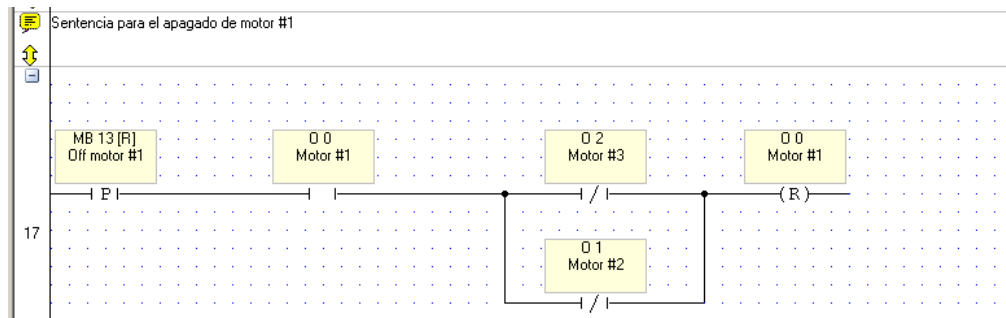 Sentencia para el apagado de motor #1
MB 13 [R]
Off motor #1
O 0
Motor #1
O 2
Motor #3
O 0
Motor #1
P
R
17
O 1
Motor #2